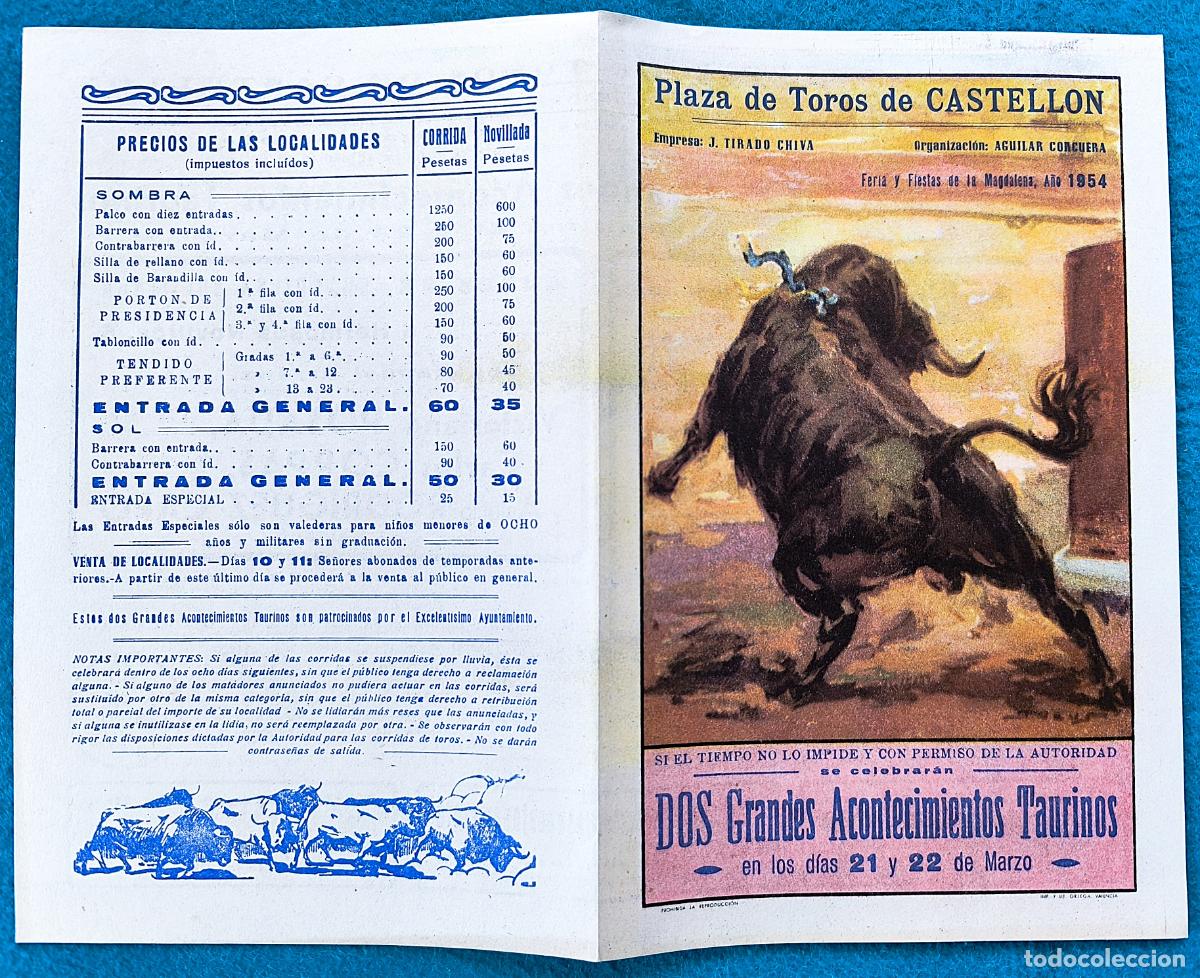 PRECIOS DE LAS LOCALIDADES
(impuestos incluídos)
CORRIDA
Pesetas
Novillada
Pesetas
SOMBRA
Palco con diez entradas. 1250 600
Barrera con entrada.. 250 100
Contrabarrera con íd. 200 75
Silla de rellano con íd. 150 60
Silla de Barandilla con íd. 150 60
PORTON DE PRESIDENCIA
1.ª fila con íd. 250 100
2.ª fila con íd. 200 75
3.ª y 4.ª fila con íd. 150 60
Tabloncillo con íd. 90 50
TENDIDO PREFERENTE
Gradas 1.ª a 6.ª 90 50
» 7.ª a 12 80 45
» 13 a 23 70 40
ENTRADA GENERAL. 60 35
SOL
Barrera con entrada.. 150 60
Contrabarrera con íd. 90 40
ENTRADA GENERAL. 50 30
ENTRADA ESPECIAL 25 15
Las Entradas Especiales sólo son valederas para niños menores de OCHO
años y militares sin graduación.
VENTA DE LOCALIDADES.—Días 10 y 11: Señores abonados de temporadas ante-
riores.-A partir de este último día se procederá a la venta al público en general.
Estos dos Grandes Acontecimientos Taurinos son patrocinados por el Excelentísimo Ayuntamiento.
NOTAS IMPORTANTES: Si alguna de las corridas se suspendiese por lluvia, ésta se
celebrará dentro de los ocho días siguientes, sin que el público tenga derecho a reclamación
alguna. - Si alguno de los matadores anunciados no pudiera actuar en las corridas, será
sustituído por otro de la misma categoría, sin que el público tenga derecho a retribución
total o parcial del importe de su localidad - No se lidiarán más reses que las anunciadas, y
si alguna se inutilizase en la lidia, no será reemplazada por otra. - Se observarán con todo
rigor las disposiciones dictadas por la Autoridad para las corridas de toros. - No se darán
contraseñas de salida.
Plaza de Toros de CASTELLON
Empresa: J. TIRADO CHIVA
Organización: AGUILAR CORCUERA
Feria y Fiestas de la Magdalena, Año 1954
SI EL TIEMPO NO LO IMPIDE Y CON PERMISO DE LA AUTORIDAD
se celebrarán
DOS Grandes Acontecimientos Taurinos
en los días 21 y 22 de Marzo
PROHIBIDA LA REPRODUCCIÓN
IMP. Y LIT. ORTEGA, VALENCIA
todocoleccion